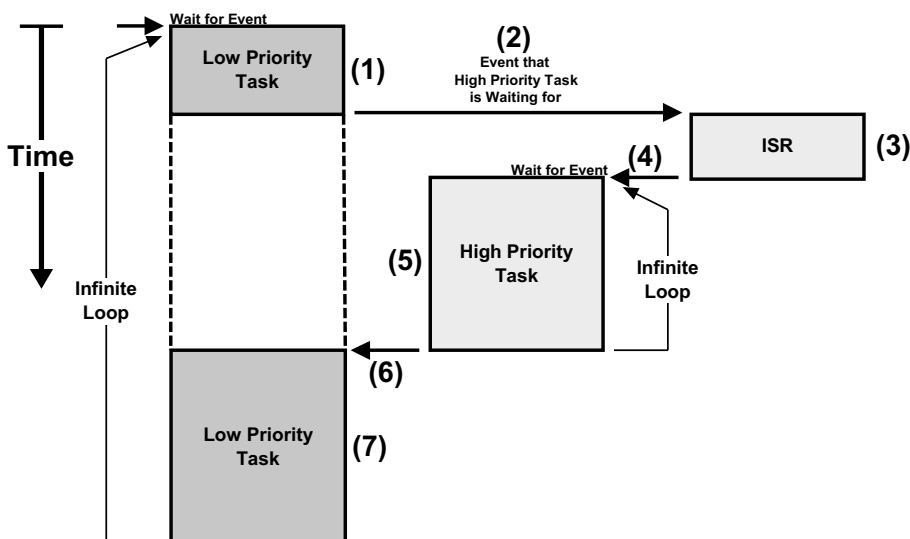 Wait for Event
Low Priority
Task
(1)
(2)
Event that
High Priority Task
is Waiting for
ISR
(3)
Time
Wait for Event
(4)
(5)
High Priority
Task
Infinite
Loop
Infinite
Loop
(6)
Low Priority
Task
(7)